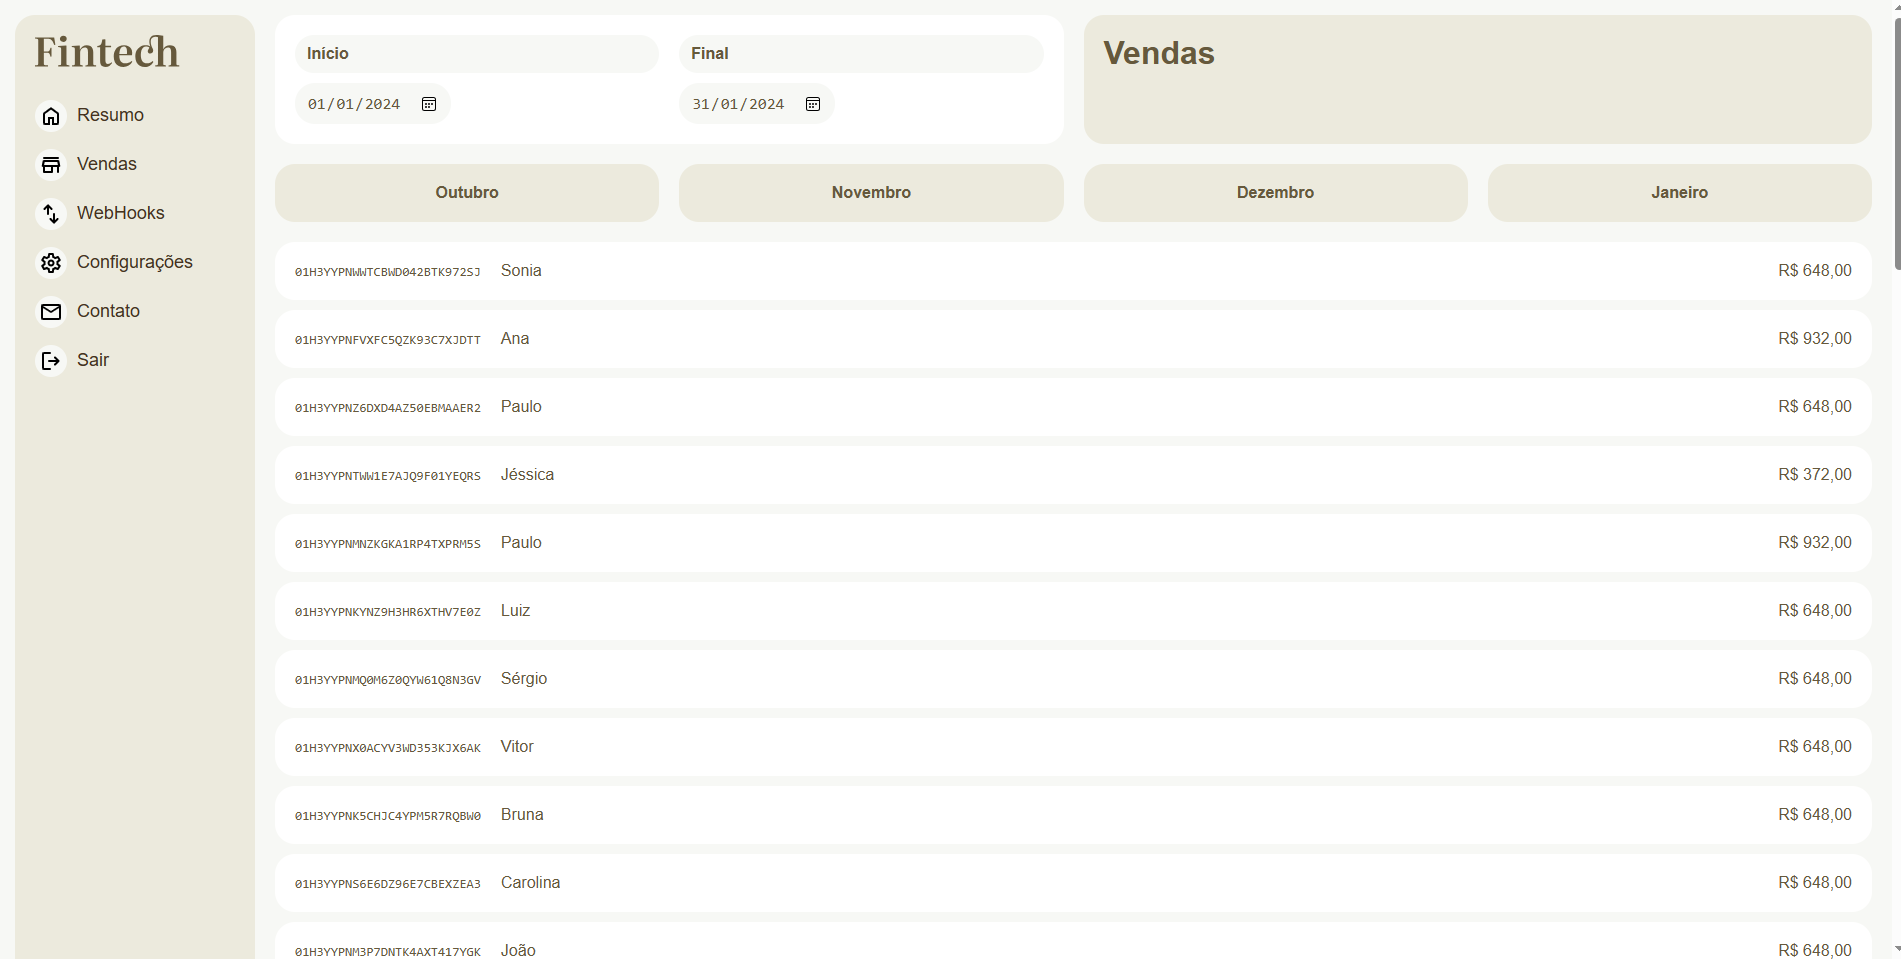 Fintech
Resumo
Vendas
WebHooks
Configurações
Contato
Sair
Início
Final
01/01/2024
31/01/2024
Vendas
Outubro
Novembro
Dezembro
Janeiro
01H3YYPNWWTCBWD042BTK972SJ Sonia R$ 648,00
01H3YYPNFVXFC5QZK93C7XJDTT Ana R$ 932,00
01H3YYPNZ6DXD4AZ50EBMAAER2 Paulo R$ 648,00
01H3YYPNTWW1E7AJQ9F01YEQRS Jéssica R$ 372,00
01H3YYPNMNZKGKA1RP4TXPRM5S Paulo R$ 932,00
01H3YYPNKYNZ9H3HR6XTHV7E0Z Luiz R$ 648,00
01H3YYPNMQ0M6Z0QYW61Q8N3GV Sérgio R$ 648,00
01H3YYPNX0ACYV3WD353KJX6AK Vitor R$ 648,00
01H3YYPNK5CHJC4YPM5R7RQBW0 Bruna R$ 648,00
01H3YYPNS6E6DZ96E7CBEXZEA3 Carolina R$ 648,00
01H3YYPNM3P7DNTK4AXT417YGK João R$ 648,00